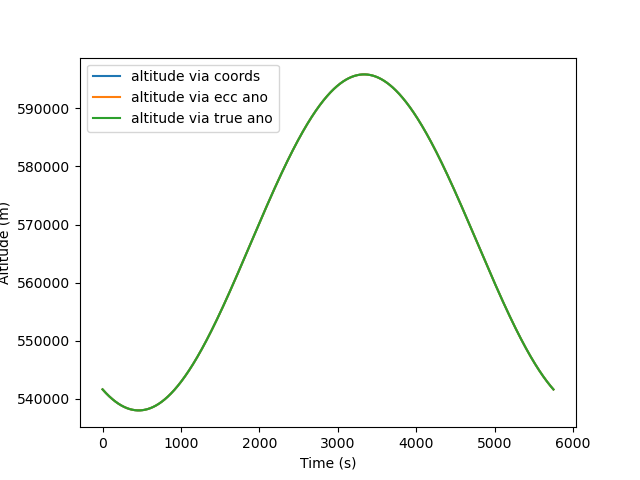 altitude via coords
altitude via ecc ano
altitude via true ano
590000
580000
570000
560000
550000
540000
Altitude (m)
0 1000 2000 3000 4000 5000 6000
Time (s)